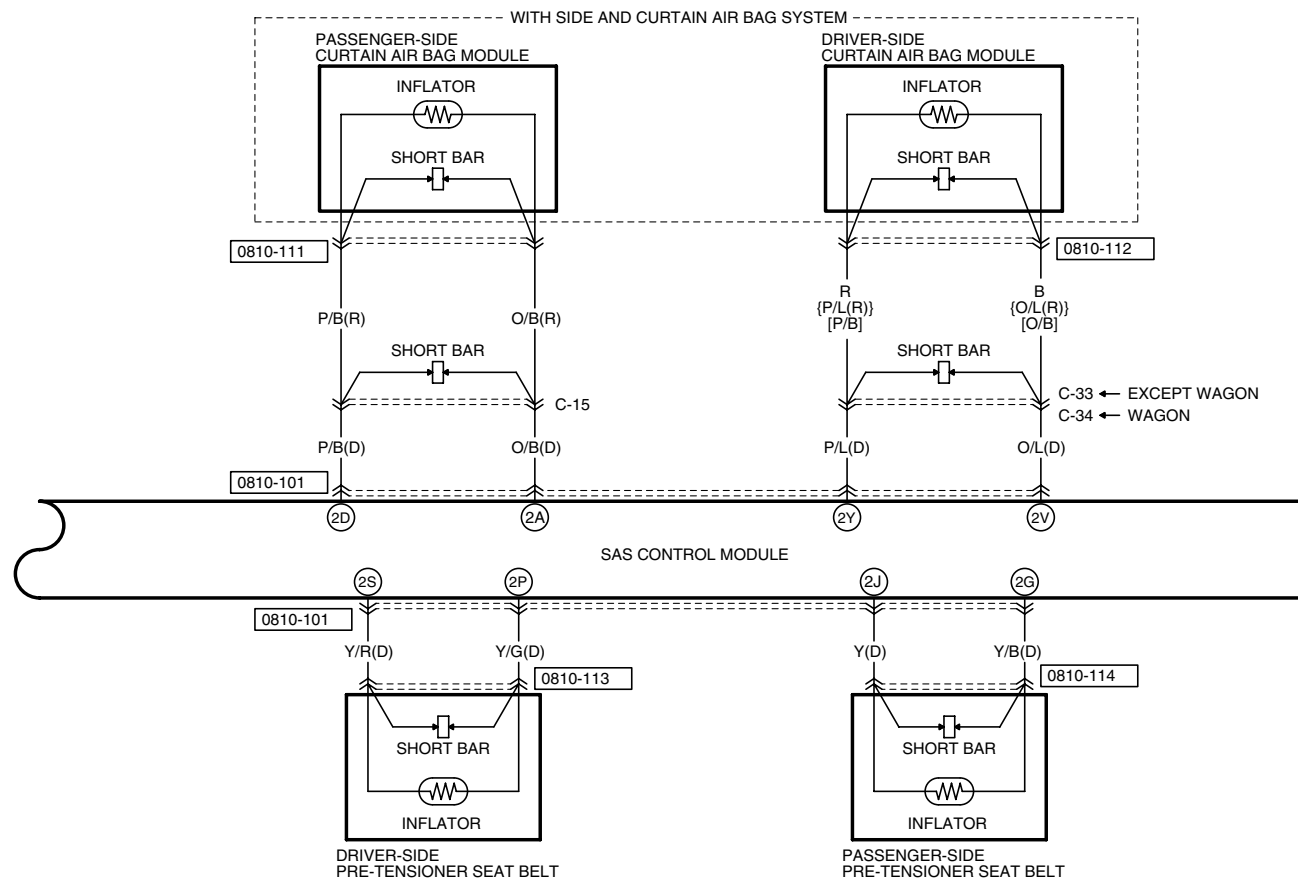 WITH SIDE AND CURTAIN AIR BAG SYSTEM
PASSENGER-SIDE
CURTAIN AIR BAG MODULE
DRIVER-SIDE
CURTAIN AIR BAG MODULE
INFLATOR
INFLATOR
SHORT BAR
SHORT BAR
0810-111
0810-112
P/B(R)
O/B(R)
R
{P/L(R)}
[P/B]
B
{O/L(R)}
[O/B]
SHORT BAR
SHORT BAR
C-15
C-33 ← EXCEPT WAGON
C-34 ← WAGON
P/B(D)
O/B(D)
P/L(D)
O/L(D)
0810-101
2D
2A
2Y
2V
SAS CONTROL MODULE
2S
2P
2J
2G
0810-101
Y/R(D)
Y/G(D)
Y(D)
Y/B(D)
0810-113
0810-114
SHORT BAR
SHORT BAR
INFLATOR
INFLATOR
DRIVER-SIDE
PRE-TENSIONER SEAT BELT
PASSENGER-SIDE
PRE-TENSIONER SEAT BELT